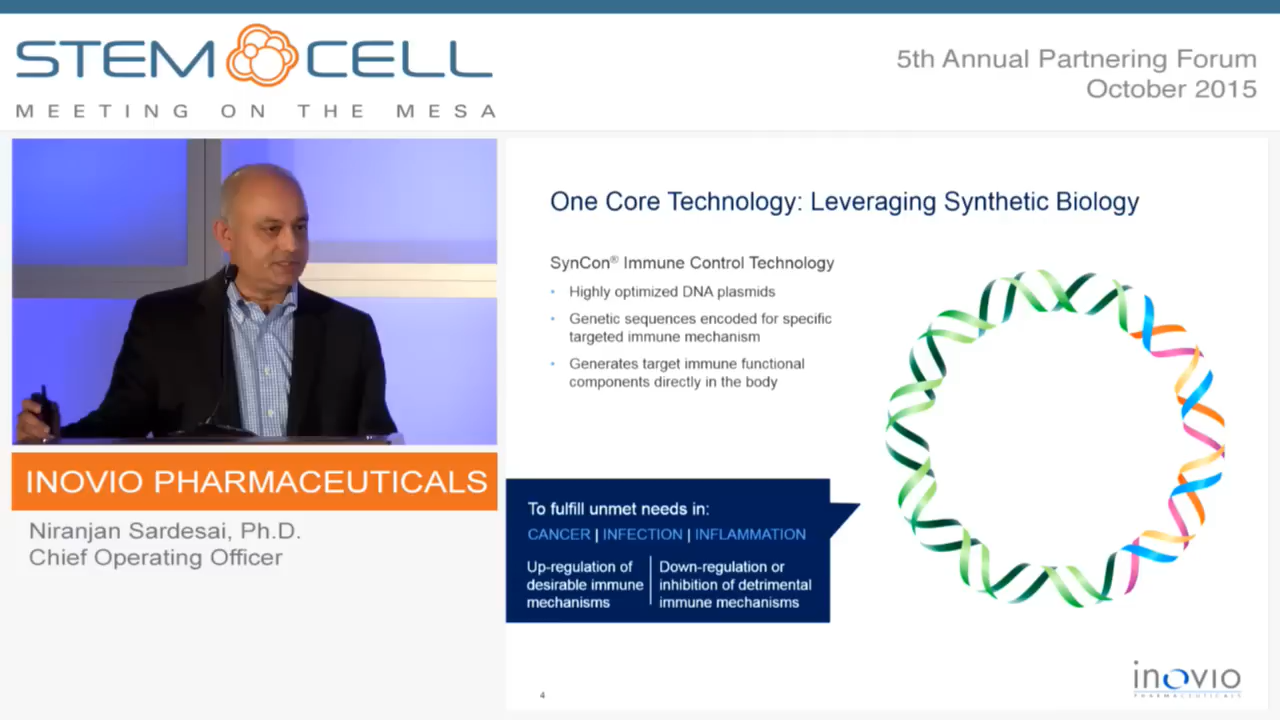 STEM CELL
MEETING ON THE MESA
5th Annual Partnering Forum
October 2015
INOVIO PHARMACEUTICALS
Niranjan Sardesai, Ph.D.
Chief Operating Officer
One Core Technology: Leveraging Synthetic Biology
SynCon® Immune Control Technology
• Highly optimized DNA plasmids
• Genetic sequences encoded for specific
targeted immune mechanism
• Generates target immune functional
components directly in the body
To fulfill unmet needs in:
CANCER | INFECTION | INFLAMMATION
Up-regulation of
desirable immune
mechanisms
Down-regulation or
inhibition of detrimental
immune mechanisms
4
inovio
PHARMACEUTICALS